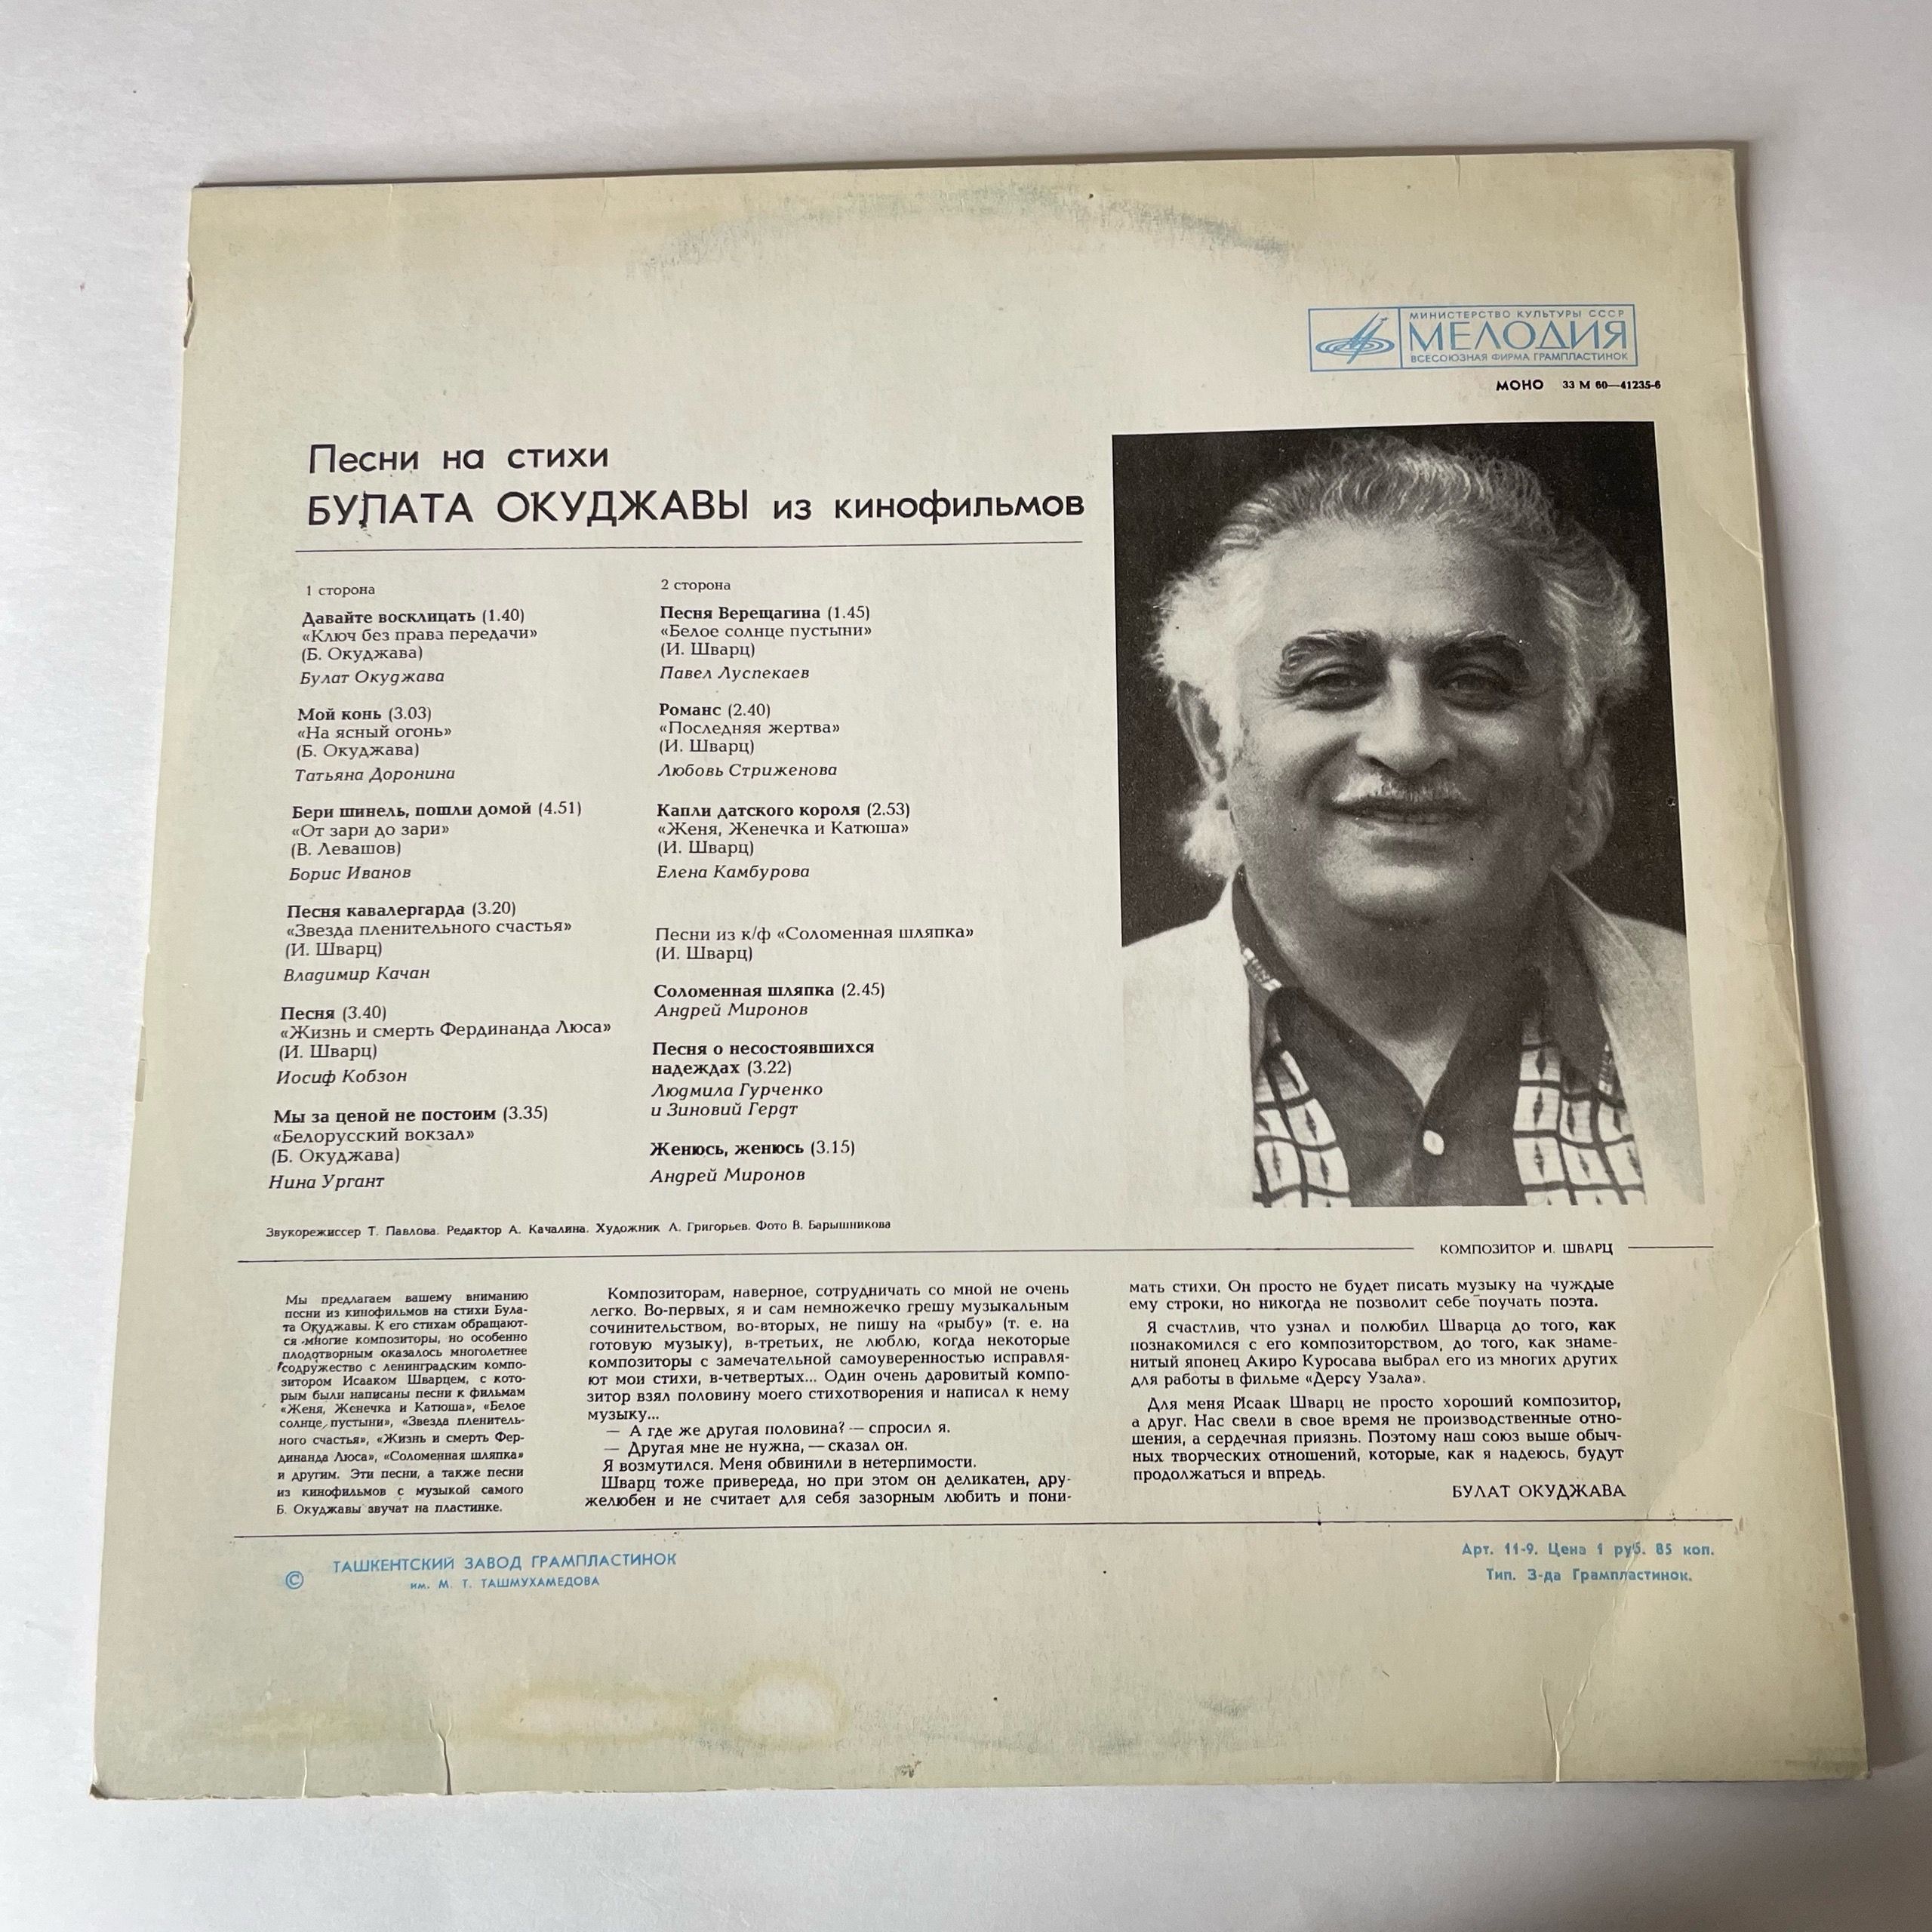 МИНИСТЕРСТВО КУЛЬТУРЫ СССР
МЕЛОДИЯ
ВСЕСОЮЗНАЯ ФИРМА ГРАМПЛАСТИНОК
МОНО 33 М 60—41235-6
Песни на стихи
БУЛАТА ОКУДЖАВЫ из кинофильмов
1 сторона
Давайте восклицать (1.40)
«Ключ без права передачи»
(Б. Окуджава)
Булат Окуджава
Мой конь (3.03)
«На ясный огонь»
(Б. Окуджава)
Татьяна Доронина
Бери шинель, пошли домой (4.51)
«От зари до зари»
(В. Левашов)
Борис Иванов
Песня кавалергарда (3.20)
«Звезда пленительного счастья»
(И. Шварц)
Владимир Качан
Песня (3.40)
«Жизнь и смерть Фердинанда Люса»
(И. Шварц)
Иосиф Кобзон
Мы за ценой не постоим (3.35)
«Белорусский вокзал»
(Б. Окуджава)
Нина Ургант
2 сторона
Песня Верещагина (1.45)
«Белое солнце пустыни»
(И. Шварц)
Павел Луспекаев
Романс (2.40)
«Последняя жертва»
(И. Шварц)
Любовь Стриженова
Капли датского короля (2.53)
«Женя, Женечка и Катюша»
(И. Шварц)
Елена Камбурова
Песни из к/ф «Соломенная шляпка»
(И. Шварц)
Соломенная шляпка (2.45)
Андрей Миронов
Песня о несостоявшихся
надеждах (3.22)
Людмила Гурченко
и Зиновий Гердт
Женюсь, женюсь (3.15)
Андрей Миронов
Звукорежиссер Т. Павлова. Редактор А. Качалина. Художник Л. Григорьев. Фото В. Барышникова
КОМПОЗИТОР И. ШВАРЦ
Мы предлагаем вашему вниманию
песни из кинофильмов на стихи Була-
та Окуджавы. К его стихам обращают-
ся многие композиторы, но особенно
плодотворным оказалось многолетнее
содружество с ленинградским компо-
зитором Исааком Шварцем, с кото-
рым были написаны песни к фильмам
«Женя, Женечка и Катюша», «Белое
солнце пустыни», «Звезда пленитель-
ного счастья», «Жизнь и смерть Фер-
динанда Люса», «Соломенная шляпка»
и другим. Эти песни, а также песни
из кинофильмов с музыкой самого
Б. Окуджавы звучат на пластинке.
Композиторам, наверное, сотрудничать со мной не очень
легко. Во-первых, я и сам немножечко грешу музыкальным
сочинительством, во-вторых, не пишу на «рыбу» (т. е. на
готовую музыку), в-третьих, не люблю, когда некоторые
композиторы с замечательной самоуверенностью исправля-
ют мои стихи, в-четвертых... Один очень даровитый компо-
зитор взял половину моего стихотворения и написал к нему
музыку...
— А где же другая половина? — спросил я.
— Другая мне не нужна, — сказал он.
Я возмутился. Меня обвинили в нетерпимости.
Шварц тоже привереда, но при этом он деликатен, дру-
желюбен и не считает для себя зазорным любить и пони-
мать стихи. Он просто не будет писать музыку на чуждые
ему строки, но никогда не позволит себе поучать поэта.
Я счастлив, что узнал и полюбил Шварца до того, как
познакомился с его композиторством, до того, как знаме-
нитый японец Акиро Куросава выбрал его из многих других
для работы в фильме «Дерсу Узала».
Для меня Исаак Шварц не просто хороший композитор,
а друг. Нас свели в свое время не производственные отно-
шения, а сердечная приязнь. Поэтому наш союз выше обыч-
ных творческих отношений, которые, как я надеюсь, будут
продолжаться и впредь.
БУЛАТ ОКУДЖАВА
© ТАШКЕНТСКИЙ ЗАВОД ГРАМПЛАСТИНОК
им. М. Т. ТАШМУХАМЕДОВА
Арт. 11-9. Цена 1 руб. 85 коп.
Тип. З-да Грампластинок.